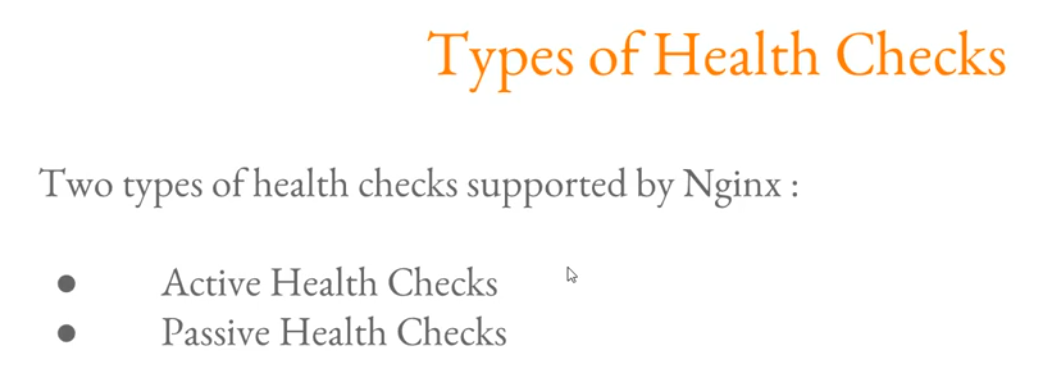 Types of Health Checks
Two types of health checks supported by Nginx :
● Active Health Checks
● Passive Health Checks